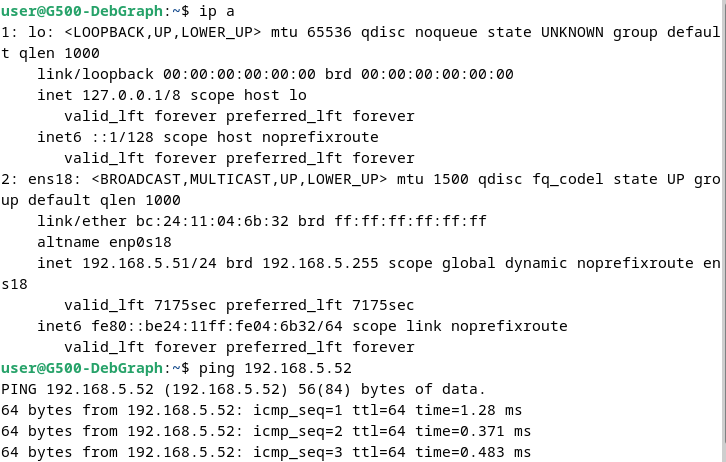 user@G500-DebGraph:~$ ip a
1: lo: <LOOPBACK,UP,LOWER_UP> mtu 65536 qdisc noqueue state UNKNOWN group defaul
t qlen 1000
    link/loopback 00:00:00:00:00:00 brd 00:00:00:00:00:00
    inet 127.0.0.1/8 scope host lo
       valid_lft forever preferred_lft forever
    inet6 ::1/128 scope host noprefixroute
       valid_lft forever preferred_lft forever
2: ens18: <BROADCAST,MULTICAST,UP,LOWER_UP> mtu 1500 qdisc fq_codel state UP gro
up default qlen 1000
    link/ether bc:24:11:04:6b:32 brd ff:ff:ff:ff:ff:ff
    altname enp0s18
    inet 192.168.5.51/24 brd 192.168.5.255 scope global dynamic noprefixroute en
s18
       valid_lft 7175sec preferred_lft 7175sec
    inet6 fe80::be24:11ff:fe04:6b32/64 scope link noprefixroute
       valid_lft forever preferred_lft forever
user@G500-DebGraph:~$ ping 192.168.5.52
PING 192.168.5.52 (192.168.5.52) 56(84) bytes of data.
64 bytes from 192.168.5.52: icmp_seq=1 ttl=64 time=1.28 ms
64 bytes from 192.168.5.52: icmp_seq=2 ttl=64 time=0.371 ms
64 bytes from 192.168.5.52: icmp_seq=3 ttl=64 time=0.483 ms